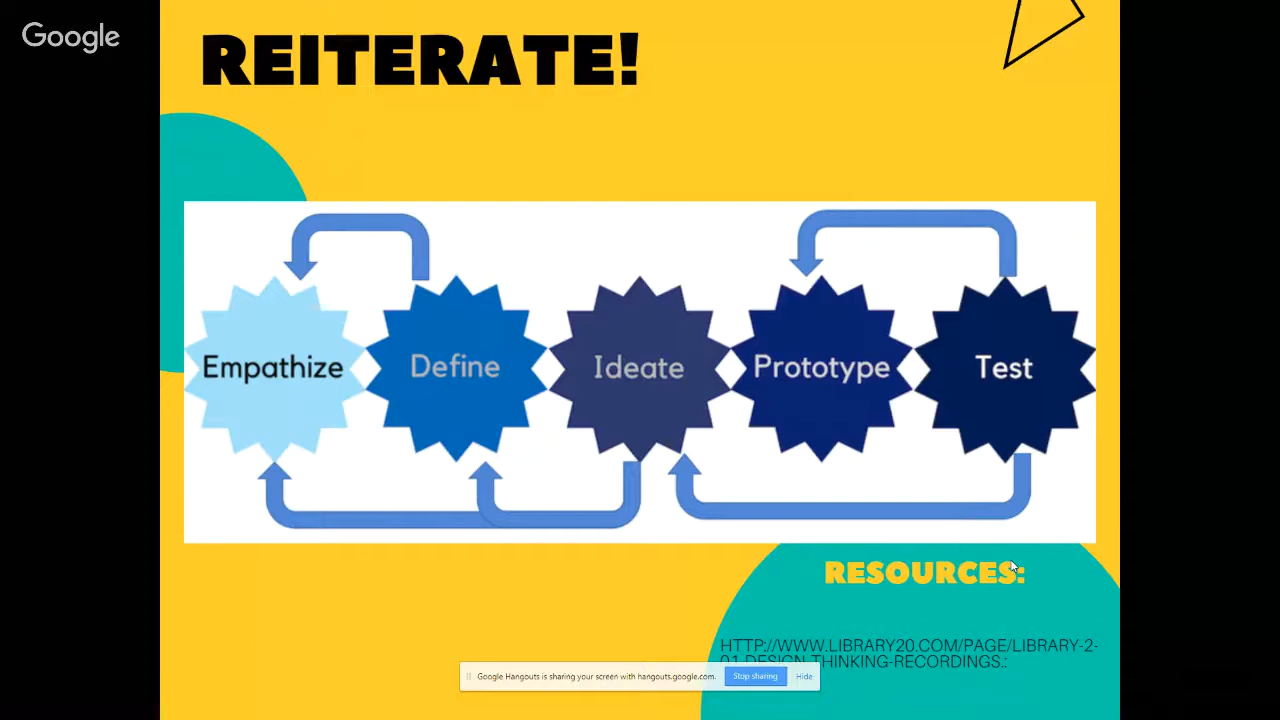 Google
REITERATE!
Empathize
Define
Ideate
Prototype
Test
RESOURCES:
HTTP://WWW.LIBRARY20.COM/PAGE/LIBRARY-2-
01-DESIGN-THINKING-RECORDINGS.:
Google Hangouts is sharing your screen with hangouts.google.com.
Stop sharing
Hide